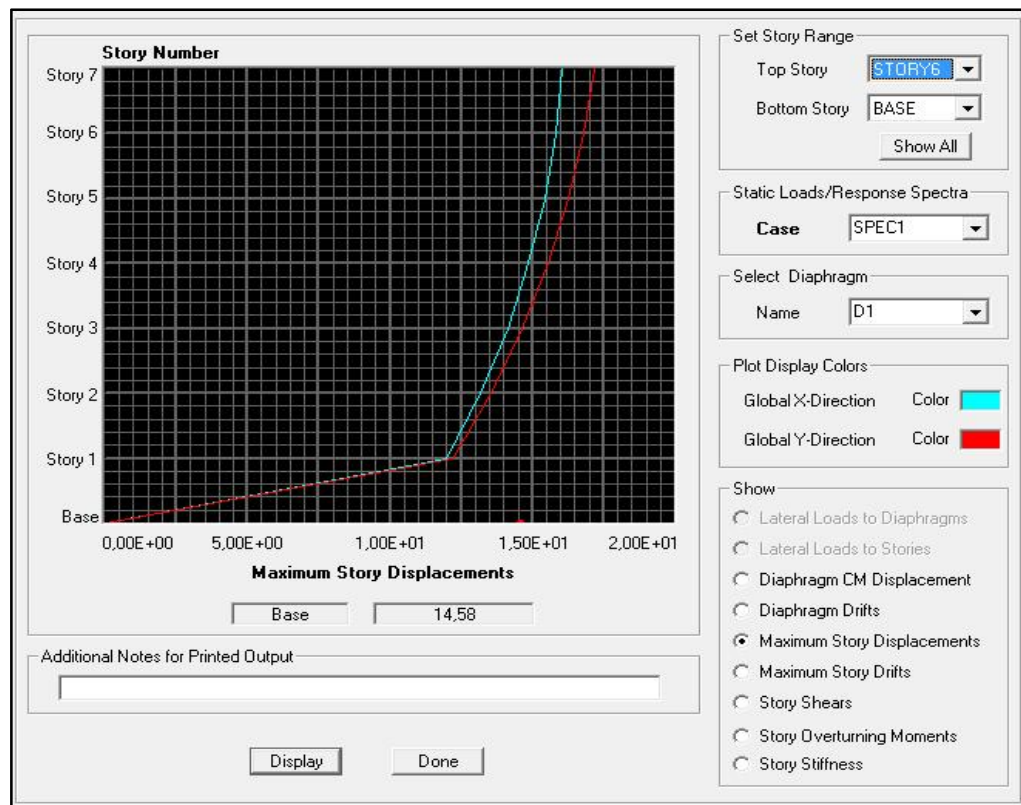 Story Number
Story 7
Story 6
Story 5
Story 4
Story 3
Story 2
Story 1
Base
0,00E+00 5,00E+00 1,00E+01 1,50E+01 2,00E+01
Maximum Story Displacements
Base 14,58
Additional Notes for Printed Output
Display Done
Set Story Range
Top Story STORY6
Bottom Story BASE
Show All
Static Loads/Response Spectra
Case SPEC1
Select Diaphragm
Name D1
Plot Display Colors
Global X-Direction Color
Global Y-Direction Color
Show
Lateral Loads to Diaphragms
Lateral Loads to Stories
Diaphragm CM Displacement
Diaphragm Drifts
Maximum Story Displacements
Maximum Story Drifts
Story Shears
Story Overturning Moments
Story Stiffness